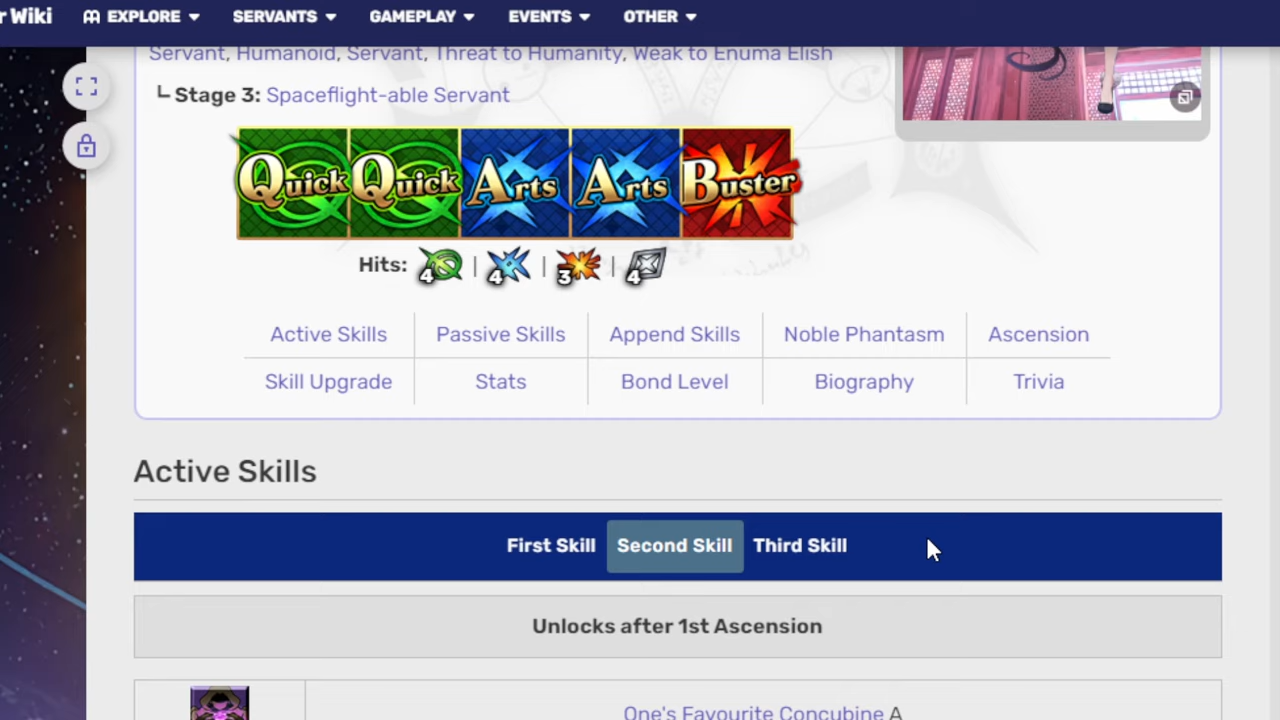 r Wiki EXPLORE SERVANTS GAMEPLAY EVENTS OTHER
Servant, Humanoid, Servant, Threat to Humanity, Weak to Enuma Elish
Stage 3: Spaceflight-able Servant
Quick Quick Arts Arts Buster
Hits: 4 | 4 | 3 | 4
Active Skills Passive Skills Append Skills Noble Phantasm Ascension
Skill Upgrade Stats Bond Level Biography Trivia
Active Skills
First Skill Second Skill Third Skill
Unlocks after 1st Ascension
One's Favourite Concubine A